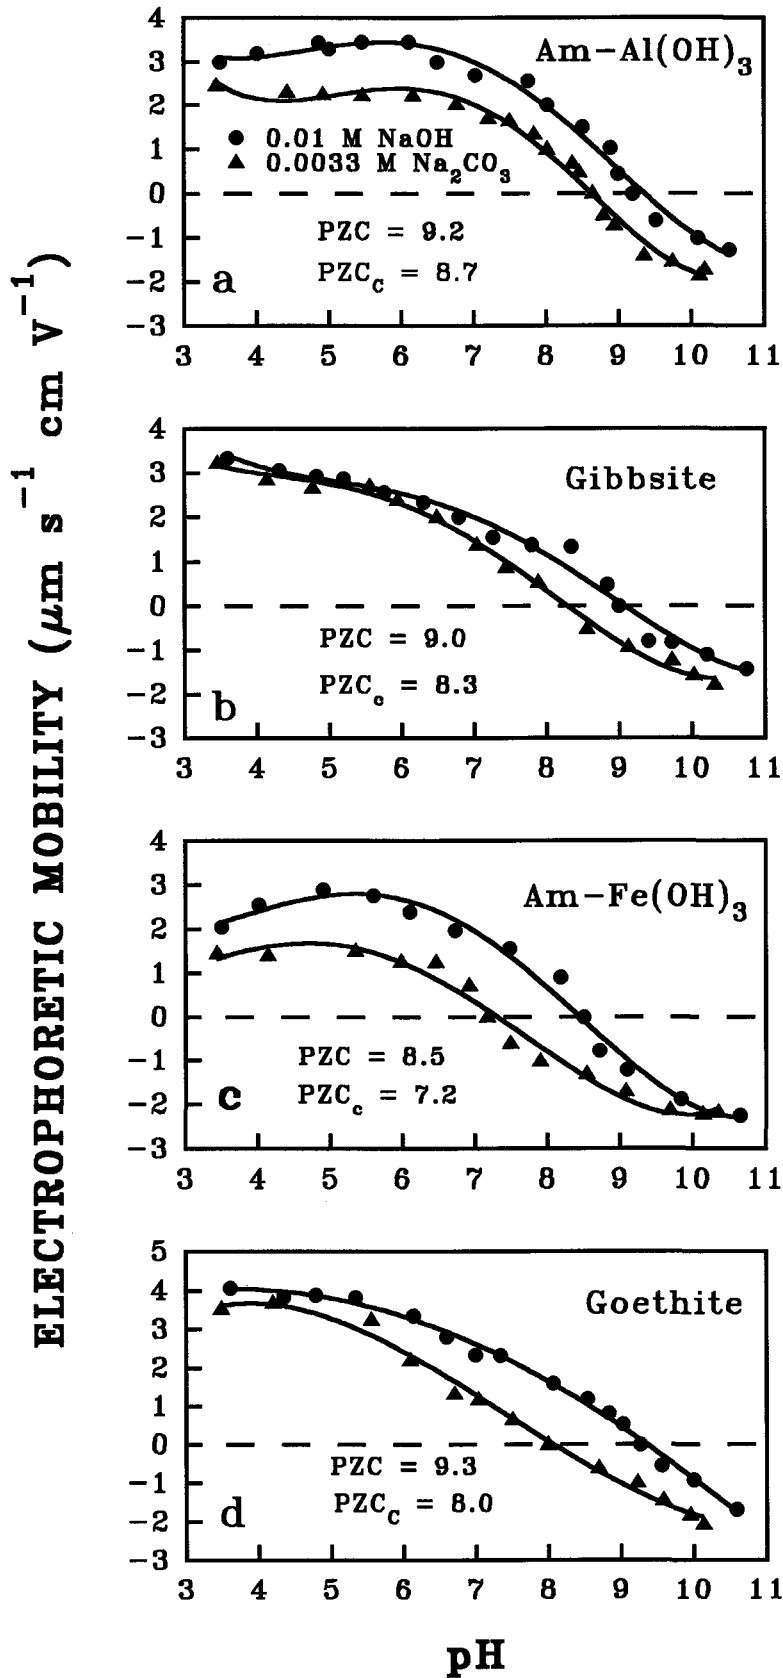 ELECTROPHORETIC MOBILITY (μm s⁻¹ cm V⁻¹)
4
3
2
1
0
−1
−2
−3
Am−Al(OH)₃
● 0.01 M NaOH
▲ 0.0033 M Na₂CO₃
PZC = 9.2
PZC_C = 8.7
a
3 4 5 6 7 8 9 10 11
4
3
2
1
0
−1
−2
−3
Gibbsite
PZC = 9.0
PZC_c = 8.3
b
3 4 5 6 7 8 9 10 11
4
3
2
1
0
−1
−2
−3
Am−Fe(OH)₃
PZC = 8.5
PZC_c = 7.2
c
3 4 5 6 7 8 9 10 11
5
4
3
2
1
0
−1
−2
−3
Goethite
PZC = 9.3
PZC_C = 8.0
d
3 4 5 6 7 8 9 10 11
pH